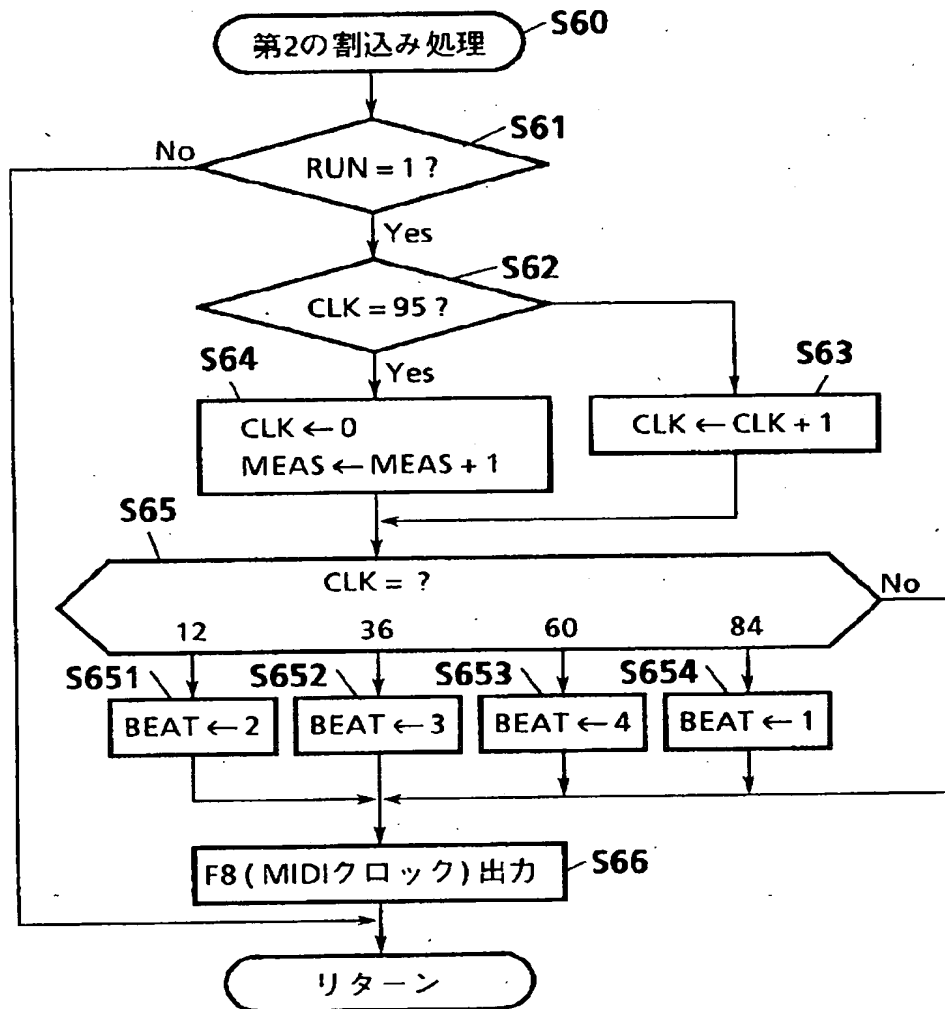 第2の割込み処理
S60
S61
No
RUN = 1 ?
Yes
S62
CLK = 95 ?
S64
Yes
S63
CLK ← 0
MEAS ← MEAS + 1
CLK ← CLK + 1
S65
CLK = ?
No
12
36
60
84
S651
S652
S653
S654
BEAT ← 2
BEAT ← 3
BEAT ← 4
BEAT ← 1
F8 ( MIDIクロック) 出力
S66
リターン